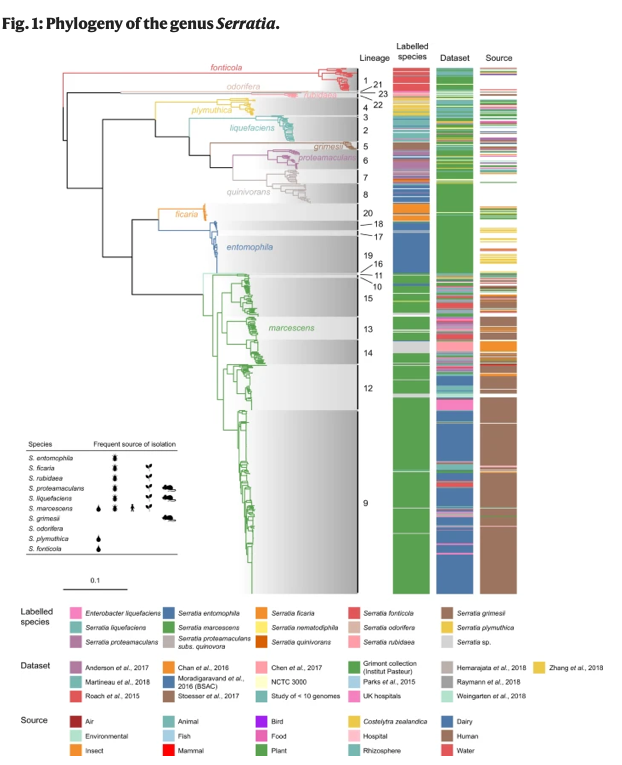 Fig. 1: Phylogeny of the genus Serratia.
Lineage
Labelled species
Dataset
Source
fonticola
1
21
odorifera
rubidaea
23
22
plymuthica
4
3
liquefaciens
2
grimesii
5
proteamaculans
6
7
quinivorans
8
ficaria
20
18
17
entomophila
19
16
11
10
15
marcescens
13
14
12
9
Species Frequent source of isolation
S. entomophila
S. ficaria
S. rubidaea
S. proteamaculans
S. liquefaciens
S. marcescens
S. grimesii
S. odorifera
S. plymuthica
S. fonticola
0.1
Labelled species
Enterobacter liquefaciens Serratia entomophila Serratia ficaria Serratia fonticola Serratia grimesii
Serratia liquefaciens Serratia marcescens Serratia nematodiphila Serratia odorifera Serratia plymuthica
Serratia proteamaculans Serratia proteamaculans subs. quinovora Serratia quinivorans Serratia rubidaea Serratia sp.
Dataset
Anderson et al., 2017 Chan et al., 2016 Chen et al., 2017 Grimont collection (Institut Pasteur) Hemarajata et al., 2018 Zhang et al., 2018
Martineau et al., 2018 Moradigaravand et al., 2016 (BSAC) NCTC 3000 Parks et al., 2015 Raymann et al., 2018
Roach et al., 2015 Stoesser et al., 2017 Study of < 10 genomes UK hospitals Weingarten et al., 2018
Source
Air Animal Bird Costelytra zealandica Dairy
Environmental Fish Food Hospital Human
Insect Mammal Plant Rhizosphere Water